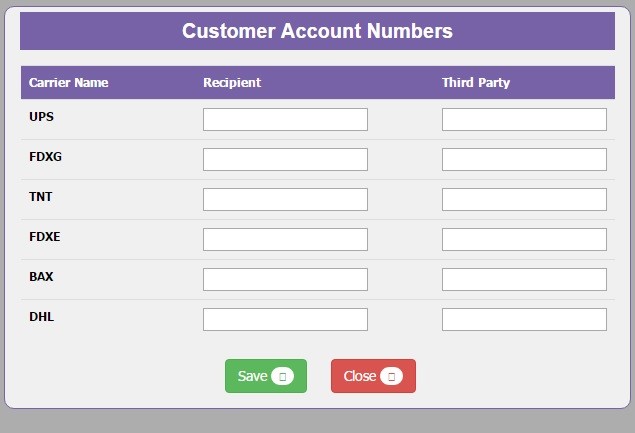 Customer Account Numbers
Carrier Name Recipient Third Party
UPS
FDXG
TNT
FDXE
BAX
DHL
Save Close